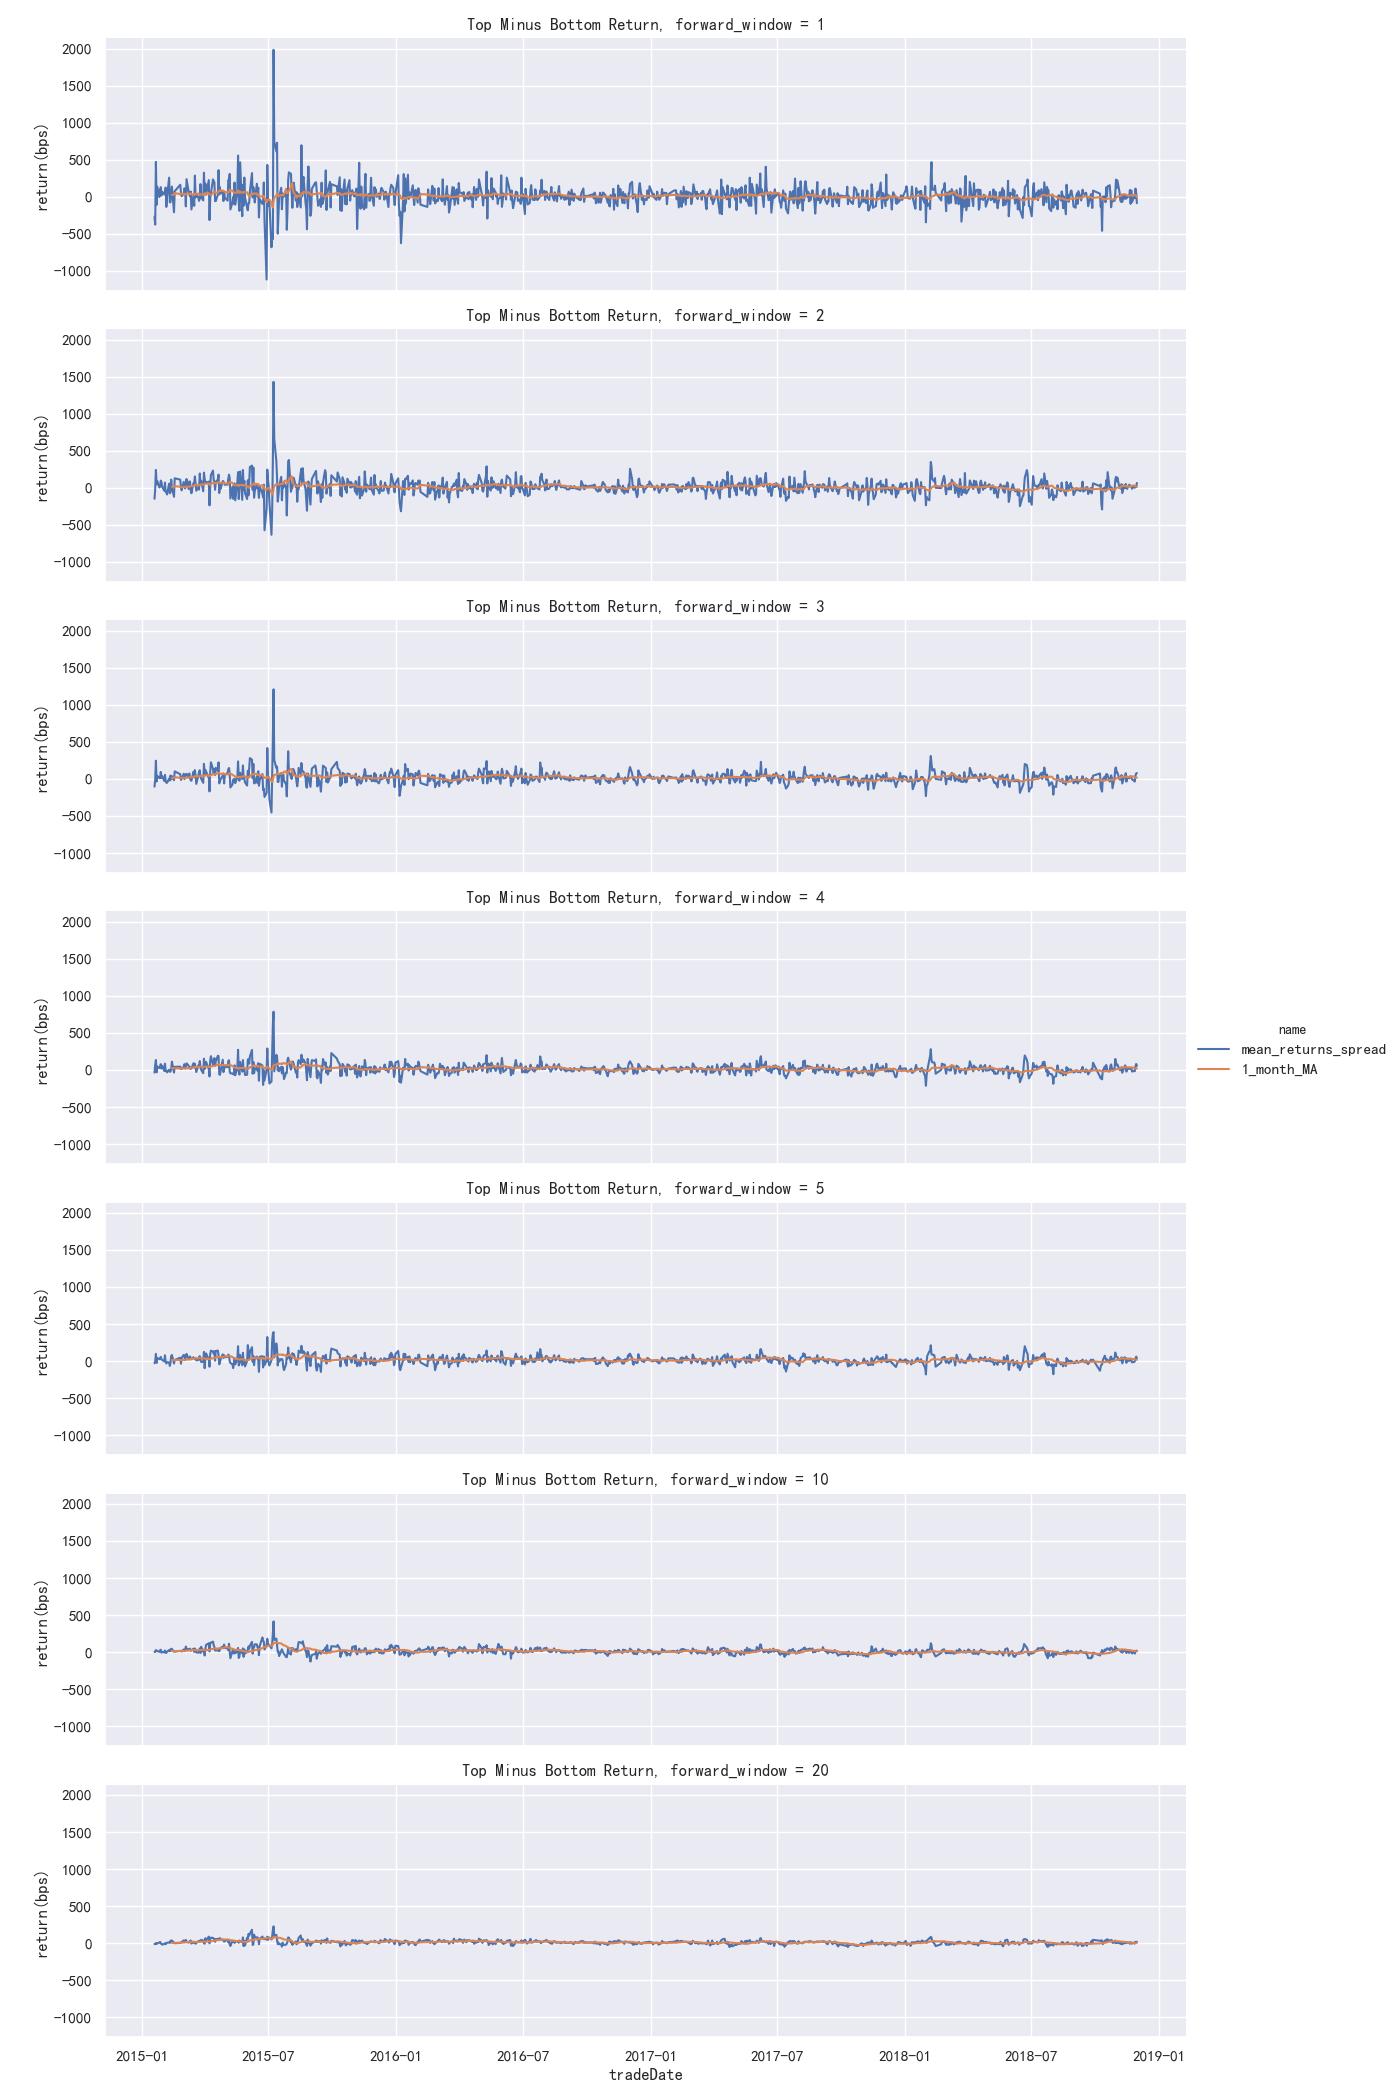 Top Minus Bottom Return, forward_window = 1
2000
1500
1000
500
0
−500
−1000
return(bps)
Top Minus Bottom Return, forward_window = 2
2000
1500
1000
500
0
−500
−1000
return(bps)
Top Minus Bottom Return, forward_window = 3
2000
1500
1000
500
0
−500
−1000
return(bps)
Top Minus Bottom Return, forward_window = 4
2000
1500
1000
500
0
−500
−1000
return(bps)
name
mean_returns_spread
1_month_MA
Top Minus Bottom Return, forward_window = 5
2000
1500
1000
500
0
−500
−1000
return(bps)
Top Minus Bottom Return, forward_window = 10
2000
1500
1000
500
0
−500
−1000
return(bps)
Top Minus Bottom Return, forward_window = 20
2000
1500
1000
500
0
−500
−1000
return(bps)
2015−01 2015−07 2016−01 2016−07 2017−01 2017−07 2018−01 2018−07 2019−01
tradeDate